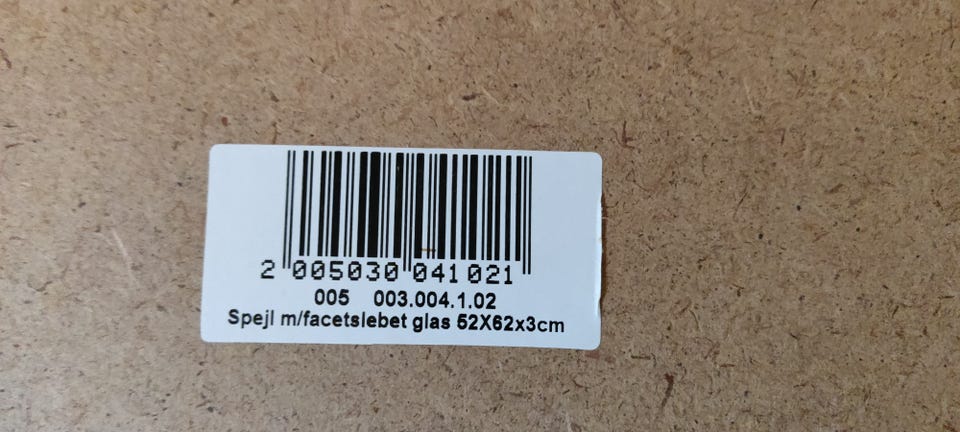 2 005030 041021
005 003.004.1.02
Spejl m/facetslebet glas 52X62x3cm